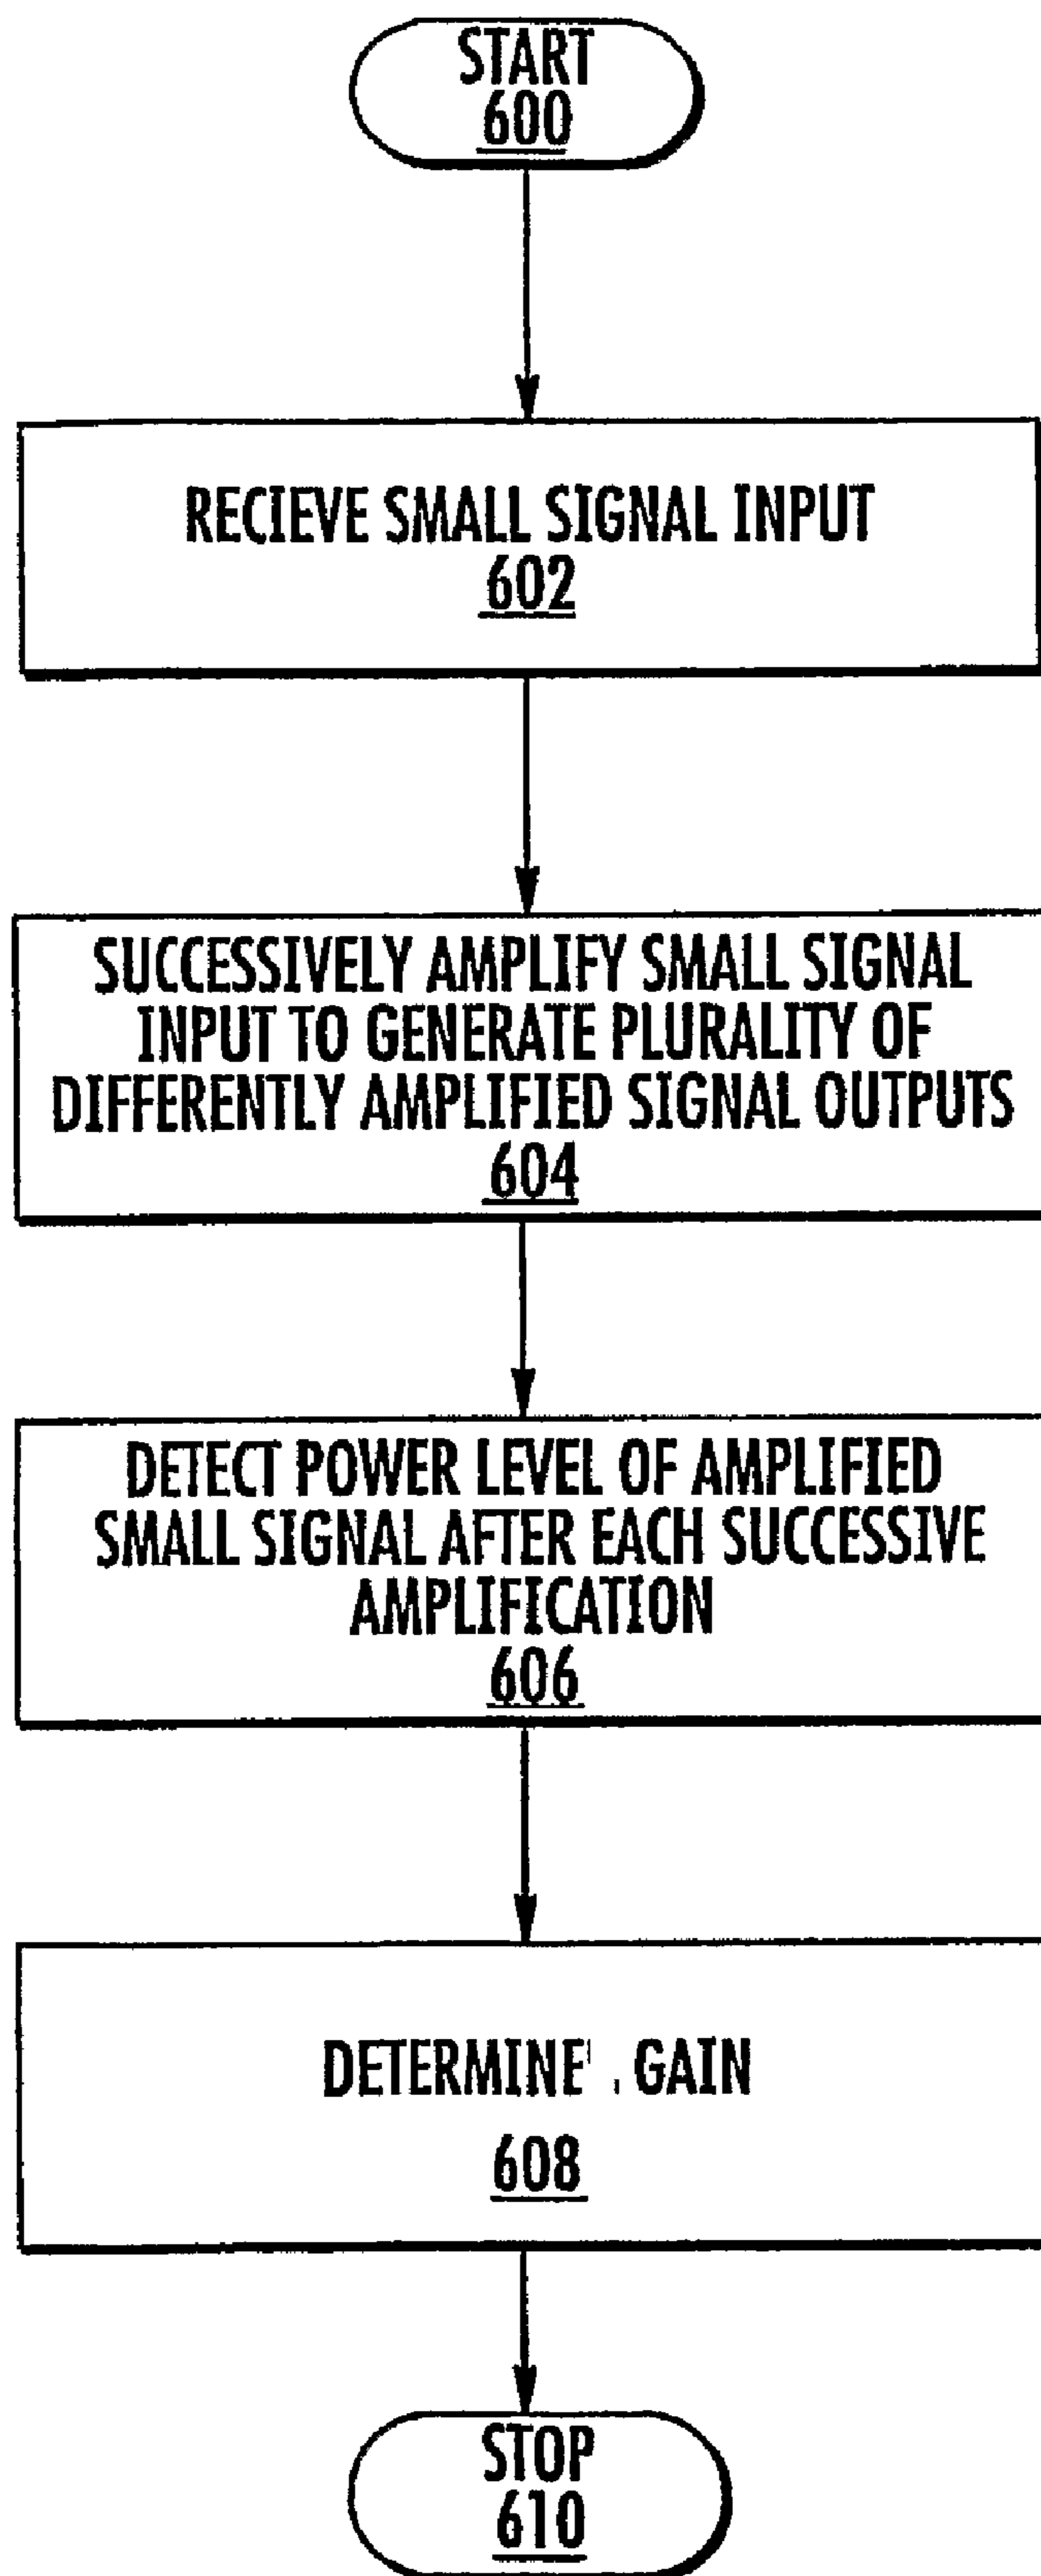 START
600
RECIEVE SMALL SIGNAL INPUT
602
SUCCESSIVELY AMPLIFY SMALL SIGNAL
INPUT TO GENERATE PLURALITY OF
DIFFERENTLY AMPLIFIED SIGNAL OUTPUTS
604
DETECT POWER LEVEL OF AMPLIFIED
SMALL SIGNAL AFTER EACH SUCCESSIVE
AMPLIFICATION
606
DETERMINE GAIN
608
STOP
610